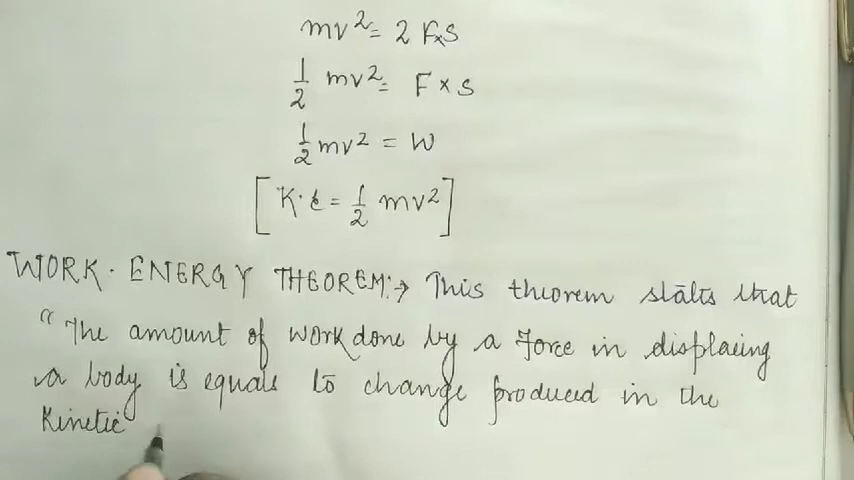 mv²= 2 F×S
1/2 mv²= F × S
1/2 mv² = W
[K.E = 1/2 mv²]
WORK. ENERGY THEOREM:→ This theorem states that
"The amount of work done by a Force in displacing
a body is equals to change produced in the
Kinetic